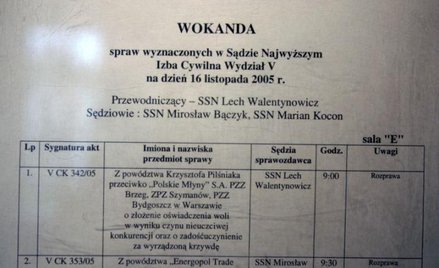 WOKANDA
spraw wyznaczonych w Sądzie Najwyższym
Izba Cywilna Wydział V
na dzień 16 listopada 2005 r.
Przewodniczący – SSN Lech Walentynowicz
Sędziowie : SSN Mirosław Bączyk, SSN Marian Kocon
sala "E"
Lp Sygnatura akt Imiona i nazwiska przedmiot sprawy Sędzia sprawozdawca Godz. Uwagi
1. V CK 342/05 Z powództwa Krzysztofa Pilśniaka SSN Lech 9:00 Rozprawa
przeciwko „Polskie Młyny" S.A. PZZ Walentynowicz
Brzeg, ZPZ Szymanów, PZZ
Bydgoszcz w Warszawie
o złożenie oświadczenia woli
w wyniku czynu nieuczciwej
konkurencji oraz o zadośćuczynienie
za wyrządzoną krzywdę
2. V CK 353/05 Z powództwa „Energopol Trade SSN Mirosław 9:30 Rozprawa